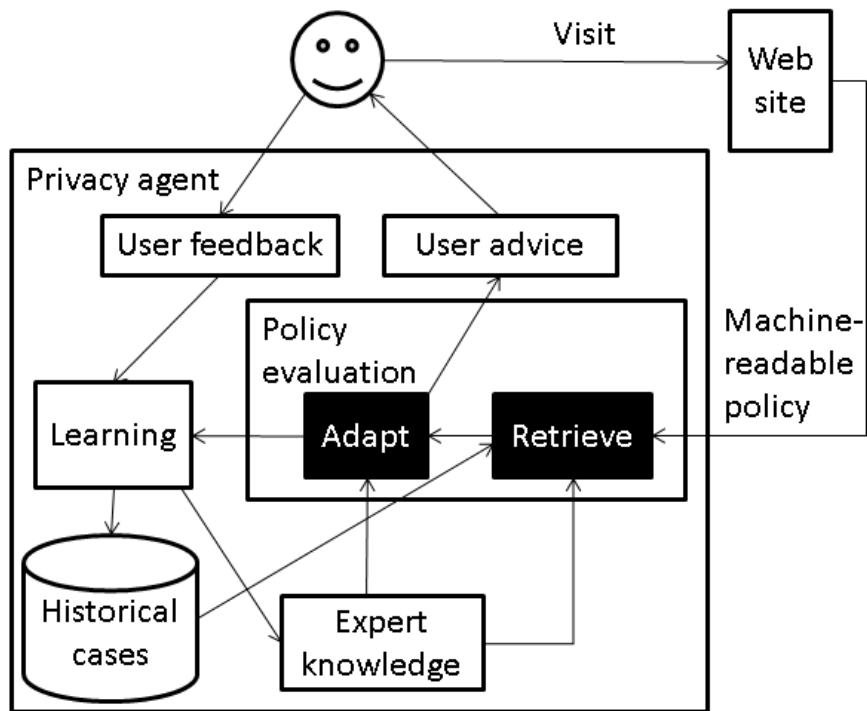 Visit
Web
site
Privacy agent
User feedback
User advice
Policy
evaluation
Machine-
readable
policy
Learning
Adapt
Retrieve
Historical
cases
Expert
knowledge